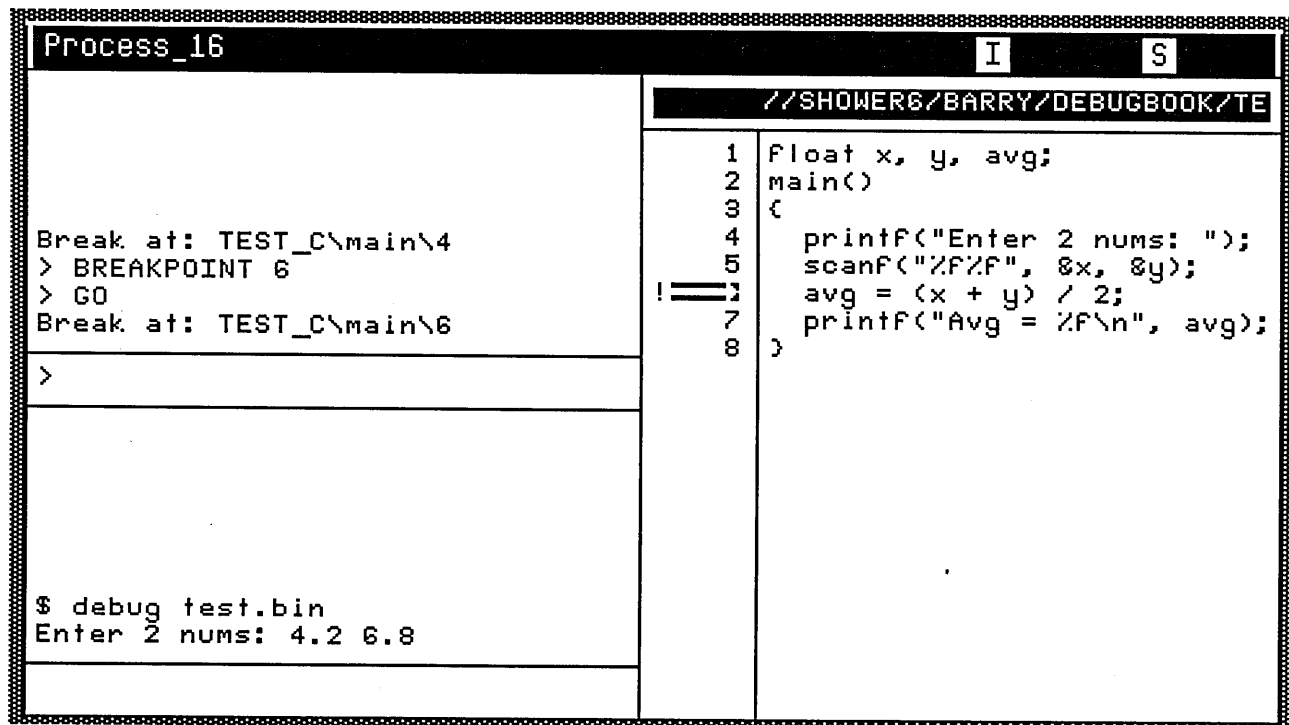 Process_16 I S
Break at: TEST_C\main\4
> BREAKPOINT 6
> GO
Break at: TEST_C\main\6
>
$ debug test.bin
Enter 2 nums: 4.2 6.8
//SHOWER6/BARRY/DEBUGBOOK/TE
1 float x, y, avg;
2 main()
3 {
4 printf("Enter 2 nums: ");
5 scanf("%f%f", &x, &y);
! avg = (x + y) / 2;
7 printf("Avg = %f\n", avg);
8 }